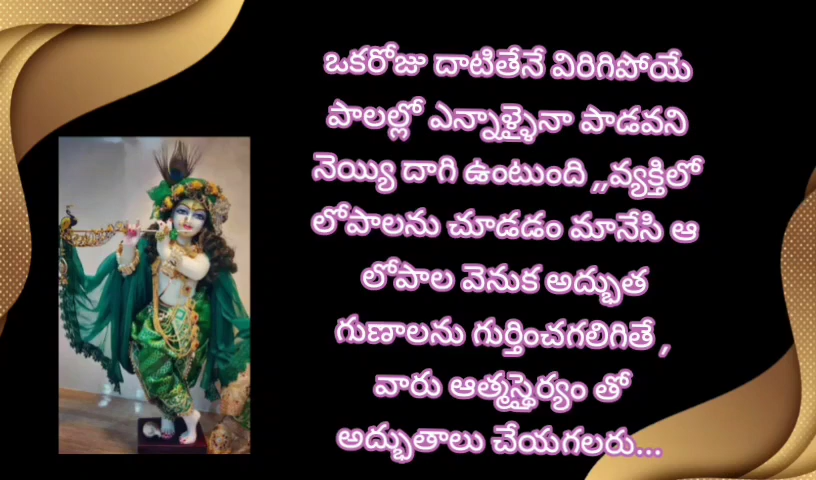 ఒకరోజు దాటితేనే విరిగిపోయే
పాలల్లో ఎన్నాళ్ళైనా పాడవని
నెయ్యి దాగి ఉంటుంది ,,వ్యక్తిలో
లోపాలను చూడడం మానేసి ఆ
లోపాల వెనుక అద్భుత
గుణాలను గుర్తించగలిగితే ,
వారు ఆత్మస్థైర్యం తో
అద్భుతాలు చేయగలరు...